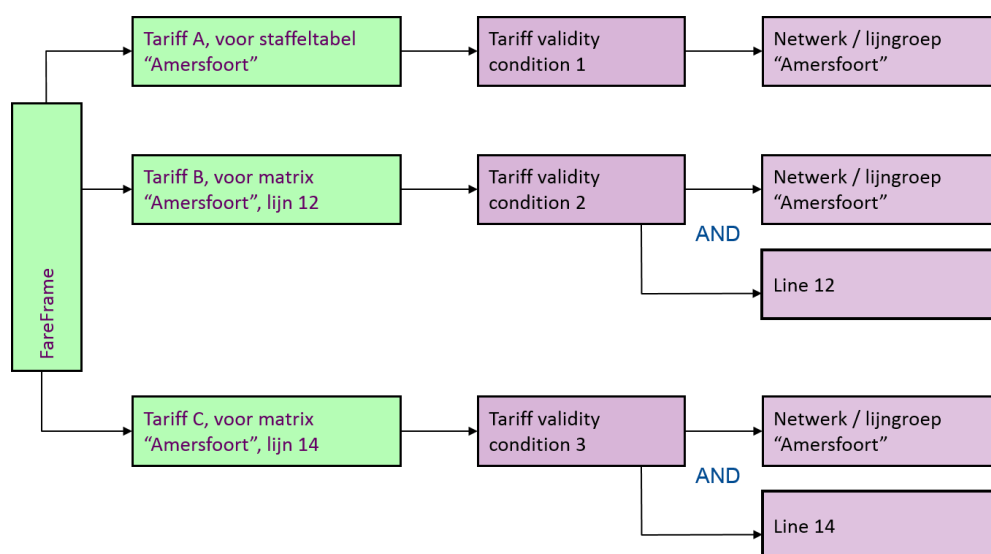 Tariff A, voor staffeltabel
“Amersfoort”
Tariff validity
condition 1
Netwerk / lijngroep
“Amersfoort”
FareFrame
Tariff B, voor matrix
“Amersfoort”, lijn 12
Tariff validity
condition 2
Netwerk / lijngroep
“Amersfoort”
AND
Line 12
Tariff C, voor matrix
“Amersfoort”, lijn 14
Tariff validity
condition 3
Netwerk / lijngroep
“Amersfoort”
AND
Line 14